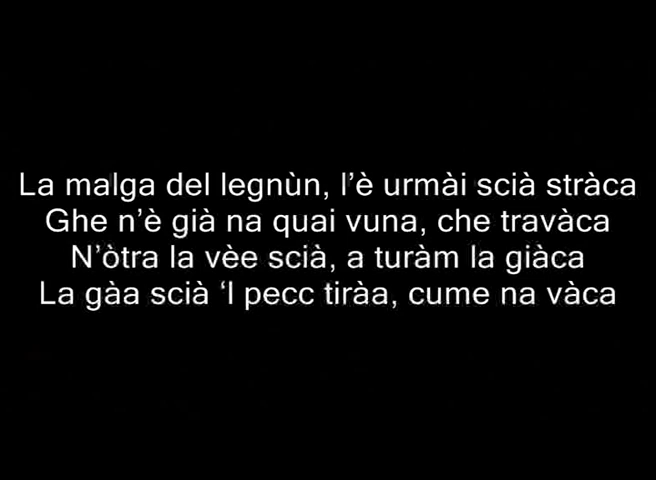 La malga del legnùn, l’è urmài scià stràca
Ghe n’è già na quai vuna, che travàca
N’òtra la vèe scià, a turàm la giàca
La gàa scià ‘l pecc tiràa, cume na vàca